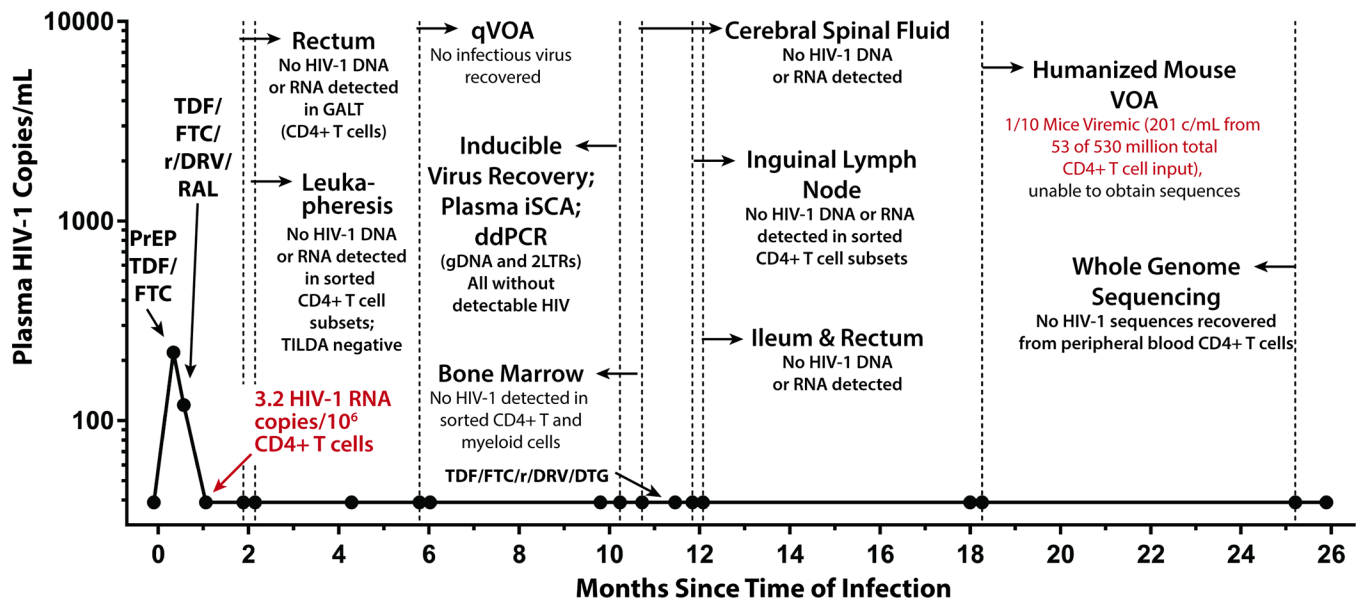 Plasma HIV-1 Copies/mL
10000
1000
100
PrEP
TDF/
FTC
TDF/
FTC/
r/DRV/
RAL
3.2 HIV-1 RNA
copies/10⁶
CD4+ T cells
Rectum
No HIV-1 DNA
or RNA detected
in GALT
(CD4+ T cells)
Leuka-
pheresis
No HIV-1 DNA
or RNA detected
in sorted
CD4+ T cell
subsets;
TILDA negative
qVOA
No infectious virus
recovered
Inducible
Virus Recovery;
Plasma iSCA;
ddPCR
(gDNA and 2LTRs)
All without
detectable HIV
Bone Marrow
No HIV-1 detected in
sorted CD4+ T and
myeloid cells
TDF/FTC/r/DRV/DTG
Cerebral Spinal Fluid
No HIV-1 DNA
or RNA detected
Inguinal Lymph
Node
No HIV-1 DNA or RNA
detected in sorted
CD4+ T cell subsets
Ileum & Rectum
No HIV-1 DNA
or RNA detected
Humanized Mouse
VOA
1/10 Mice Viremic (201 c/mL from
53 of 530 million total
CD4+ T cell input),
unable to obtain sequences
Whole Genome
Sequencing
No HIV-1 sequences recovered
from peripheral blood CD4+ T cells
0 2 4 6 8 10 12 14 16 18 20 22 24 26
Months Since Time of Infection